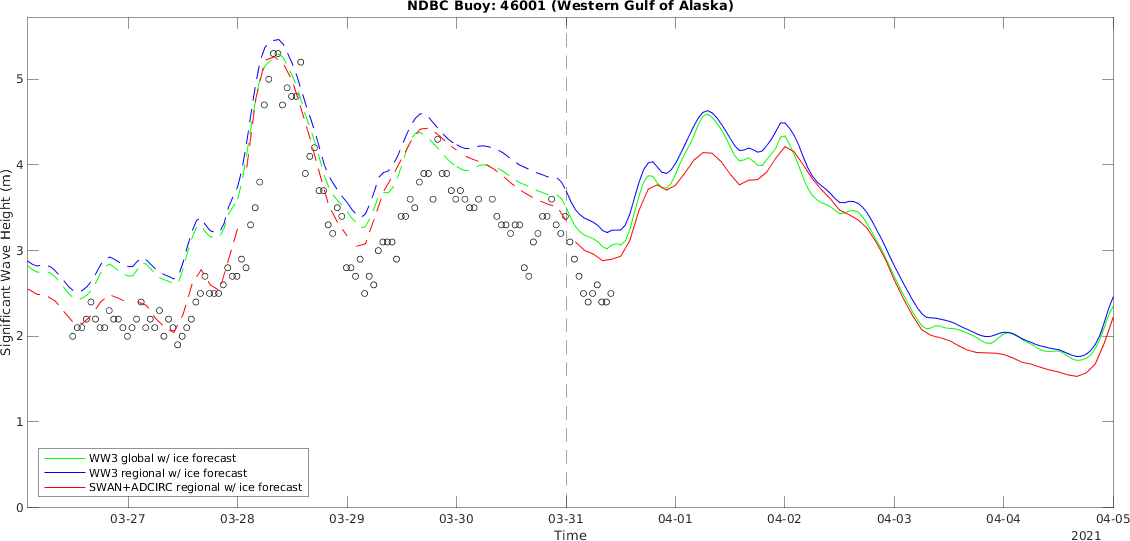 NDBC Buoy: 46001 (Western Gulf of Alaska)
Significant Wave Height (m)
5
4
3
2
1
0
WW3 global w/ ice forecast
WW3 regional w/ ice forecast
SWAN+ADCIRC regional w/ ice forecast
03-27 03-28 03-29 03-30 03-31 04-01 04-02 04-03 04-04 04-05
Time
2021